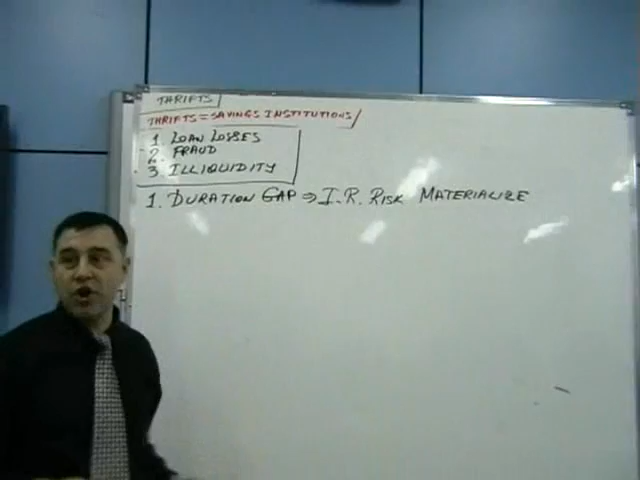 THRIFTS
THRIFTS = SAVINGS INSTITUTIONS
1 LOAN LOSSES
2. FRAUD
3 ILLIQUIDITY
1. DURATION GAP ⇒ I.R. RISK MATERIALIZE